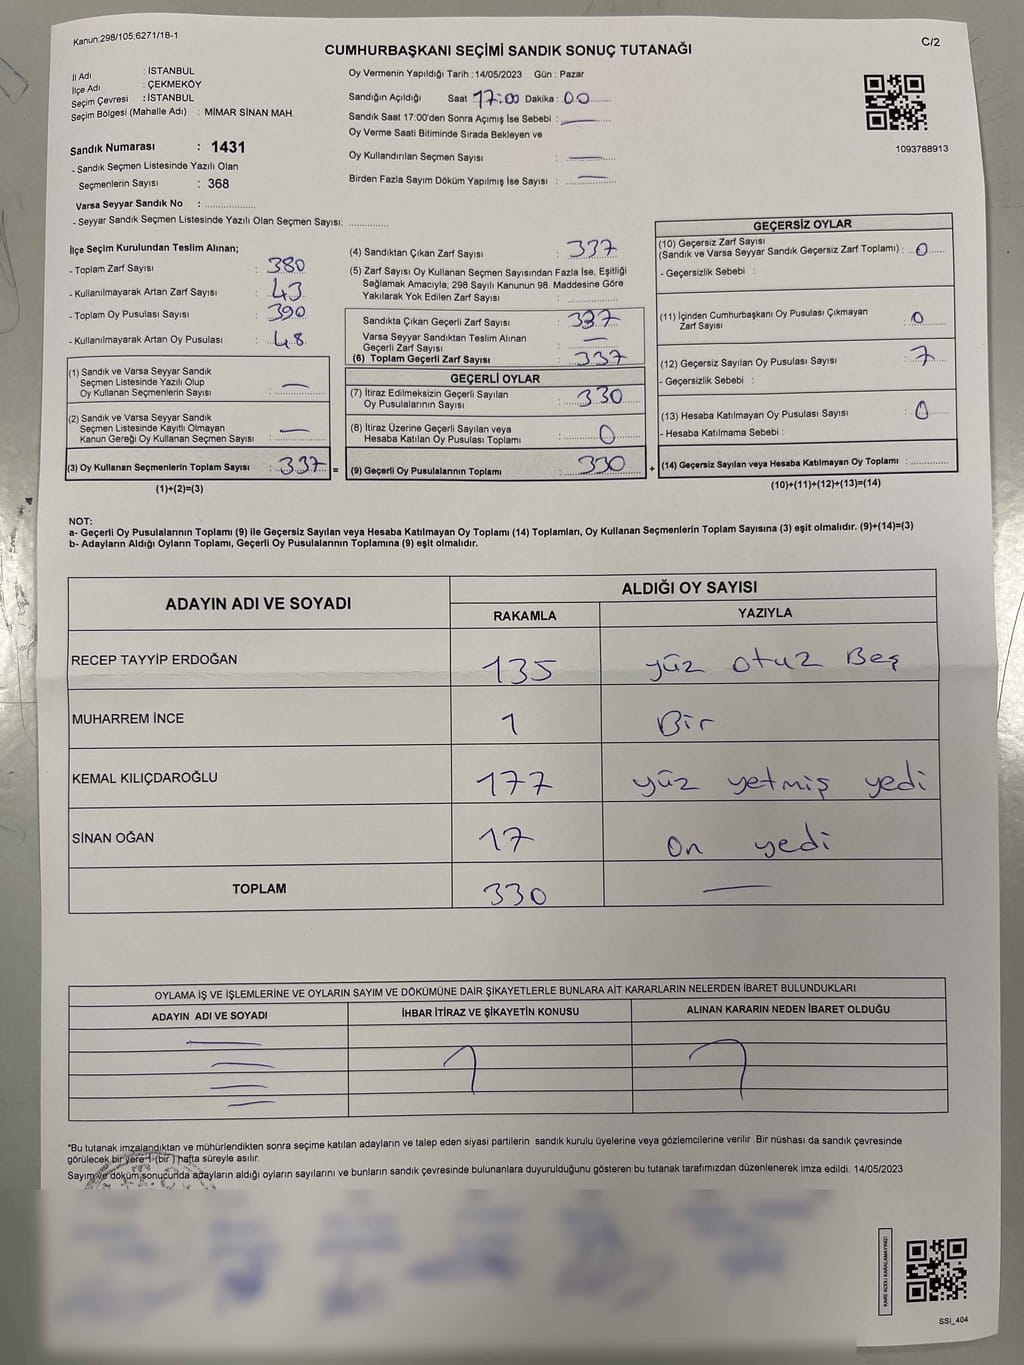 Kanun:298/105;6271/18-1
C/2
CUMHURBAŞKANI SEÇİMİ SANDIK SONUÇ TUTANAĞI
İl Adı : İSTANBUL
İlçe Adı : ÇEKMEKÖY
Seçim Çevresi : İSTANBUL
Seçim Bölgesi (Mahalle Adı) : MİMAR SİNAN MAH.
Oy Vermenin Yapıldığı Tarih : 14/05/2023 Gün : Pazar
Sandığın Açıldığı Saat 17:00 Dakika : 00
Sandık Saat 17:00'den Sonra Açımış İse Sebebi : —
Oy Verme Saati Bitiminde Sırada Bekleyen ve
Oy Kullandırılan Seçmen Sayısı : —
Birden Fazla Sayım Döküm Yapılmış İse Sayısı : —
1093788913
Sandık Numarası : 1431
- Sandık Seçmen Listesinde Yazılı Olan
Seçmenlerin Sayısı : 368
Varsa Seyyar Sandık No :
- Seyyar Sandık Seçmen Listesinde Yazılı Olan Seçmen Sayısı:
İlçe Seçim Kurulundan Teslim Alınan;
- Toplam Zarf Sayısı : 380
- Kullanılmayarak Artan Zarf Sayısı : 43
- Toplam Oy Pusulası Sayısı : 390
- Kullanılmayarak Artan Oy Pusulası : 48
(1) Sandık ve Varsa Seyyar Sandık
Seçmen Listesinde Yazılı Olup
Oy Kullanan Seçmenlerin Sayısı : —
(2) Sandık ve Varsa Seyyar Sandık
Seçmen Listesinde Kayıtlı Olmayan
Kanun Gereği Oy Kullanan Seçmen Sayısı : —
(3) Oy Kullanan Seçmenlerin Toplam Sayısı : 337 =
(1)+(2)=(3)
(4) Sandıktan Çıkan Zarf Sayısı : 337
(5) Zarf Sayısı Oy Kullanan Seçmen Sayısından Fazla İse, Eşitliği
Sağlamak Amacıyla; 298 Sayılı Kanunun 98. Maddesine Göre
Yakılarak Yok Edilen Zarf Sayısı :
Sandıkta Çıkan Geçerli Zarf Sayısı : 337
Varsa Seyyar Sandıktan Teslim Alınan
Geçerli Zarf Sayısı : —
(6) Toplam Geçerli Zarf Sayısı : 337
GEÇERLİ OYLAR
(7) İtiraz Edilmeksizin Geçerli Sayılan
Oy Pusulalarının Sayısı : 330
(8) İtiraz Üzerine Geçerli Sayılan veya
Hesaba Katılan Oy Pusulası Toplamı : 0
(9) Geçerli Oy Pusulalarının Toplamı : 330 +
GEÇERSİZ OYLAR
(10) Geçersiz Zarf Sayısı
(Sandık ve Varsa Seyyar Sandık Geçersiz Zarf Toplamı) : 0
- Geçersizlik Sebebi :
(11) İçinden Cumhurbaşkanı Oy Pusulası Çıkmayan
Zarf Sayısı : 0
(12) Geçersiz Sayılan Oy Pusulası Sayısı : 7
- Geçersizlik Sebebi :
(13) Hesaba Katılmayan Oy Pusulası Sayısı : 0
- Hesaba Katılmama Sebebi :
(14) Geçersiz Sayılan veya Hesaba Katılmayan Oy Toplamı :
(10)+(11)+(12)+(13)=(14)
NOT:
a- Geçerli Oy Pusulalarının Toplamı (9) ile Geçersiz Sayılan veya Hesaba Katılmayan Oy Toplamı (14) Toplamları, Oy Kullanan Seçmenlerin Toplam Sayısına (3) eşit olmalıdır. (9)+(14)=(3)
b- Adayların Aldığı Oyların Toplamı, Geçerli Oy Pusulalarının Toplamına (9) eşit olmalıdır.
ADAYIN ADI VE SOYADI
ALDIĞI OY SAYISI
RAKAMLA YAZIYLA
RECEP TAYYİP ERDOĞAN 135 yüz otuz Beş
MUHARREM İNCE 1 Bir
KEMAL KILIÇDAROĞLU 177 yüz yetmiş yedi
SİNAN OĞAN 17 On yedi
TOPLAM 330 —
OYLAMA İŞ VE İŞLEMLERİNE VE OYLARIN SAYIM VE DÖKÜMÜNE DAİR ŞİKAYETLERLE BUNLARA AİT KARARLARIN NELERDEN İBARET BULUNDUKLARI
ADAYIN ADI VE SOYADI İHBAR İTİRAZ VE ŞİKAYETİN KONUSU ALINAN KARARIN NEDEN İBARET OLDUĞU
*Bu tutanak imzalandıktan ve mühürlendikten sonra seçime katılan adayların ve talep eden siyasi partilerin sandık kurulu üyelerine veya gözlemcilerine verilir .Bir nüshası da sandık çevresinde
görülecek bir yere 1 (bir ) hafta süreyle asılır.
Sayım ve döküm sonucunda adayların aldığı oyların sayılarını ve bunların sandık çevresinde bulunanlara duyurulduğunu gösteren bu tutanak tarafımızdan düzenlenerek imza edildi. 14/05/2023
KARE KODU KARALAMAYINIZ!
SSI_404